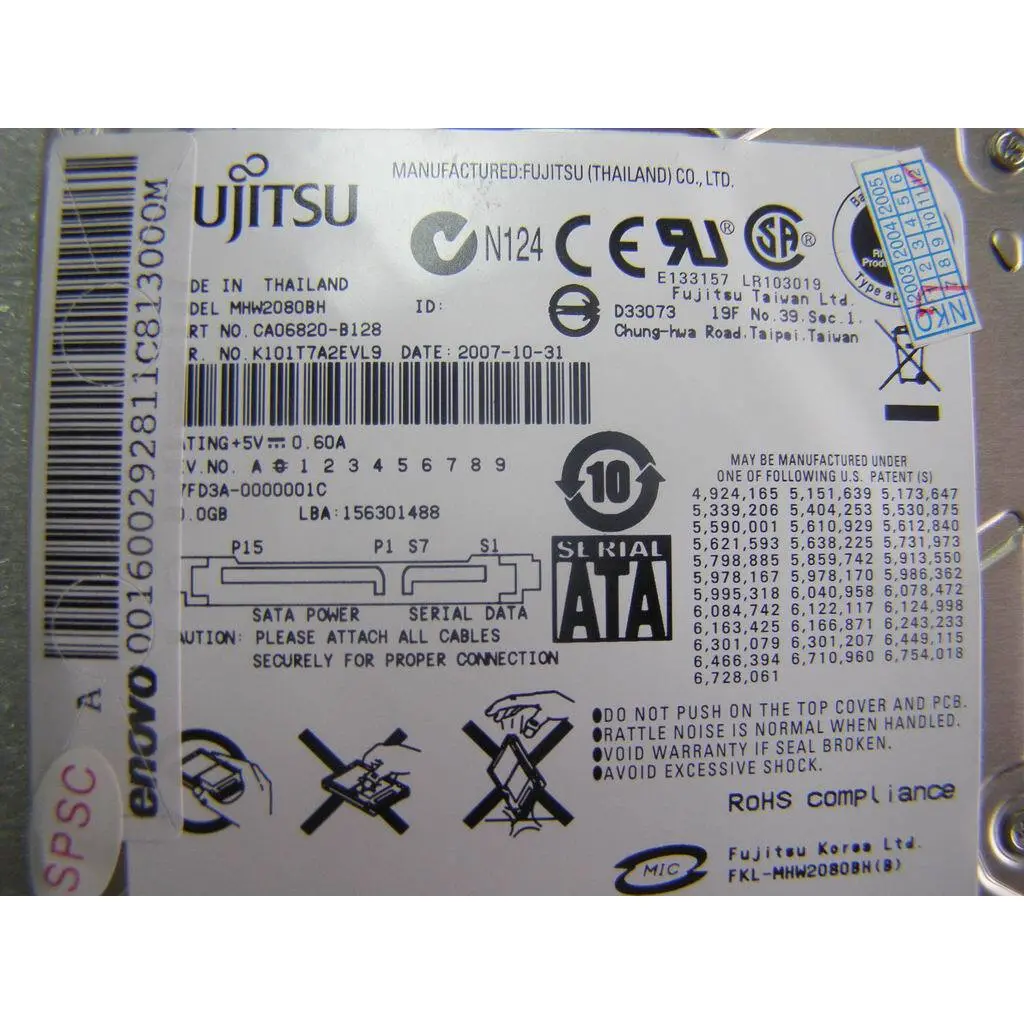 UJITSU
MANUFACTURED:FUJITSU (THAILAND) CO., LTD.
N124
E133157 LR103019
Fujitsu Taiwan Ltd.
D33073 19F No.39.Sec.1.
Chung-hwa Road.Taipei.Taiwan
DE IN THAILAND
DEL MHW2080BH ID:
RT NO.CA06820-B128
R. NO.K101T7A2EVL9 DATE:2007-10-31
ATING+5V 0.60A
EV.NO. A 0 1 2 3 4 5 6 7 8 9
7FD3A-0000001C
0.0GB LBA:156301488
P15 P1 S7 S1
SATA POWER SERIAL DATA
AUTION: PLEASE ATTACH ALL CABLES
SECURELY FOR PROPER CONNECTION
10
SERIAL
ATA
MAY BE MANUFACTURED UNDER
ONE OF FOLLOWING U.S. PATENT (S)
4,924,165 5,151,639 5,173,647
5,339,206 5,404,253 5,530,875
5,590,001 5,610,929 5,612,840
5,621,593 5,638,225 5,731,973
5,798,885 5,859,742 5,913,550
5,978,167 5,978,170 5,986,362
5,995,318 6,040,958 6,078,472
6,084,742 6,122,117 6,124,998
6,163,425 6,166,871 6,243,233
6,301,079 6,301,207 6,449,115
6,466,394 6,710,960 6,754,018
6,728,061
●DO NOT PUSH ON THE TOP COVER AND PCB.
●RATTLE NOISE IS NORMAL WHEN HANDLED.
●VOID WARRANTY IF SEAL BROKEN.
●AVOID EXCESSIVE SHOCK.
RoHS compliance
MIC
Fujitsu Korea Ltd.
FKL-MHW2080BH(B)
enovo 001600292811C813000M
A
SPSC
2003 2004 2005
1 2 3 4 5 6
7 8 9 10 11 12
NKO